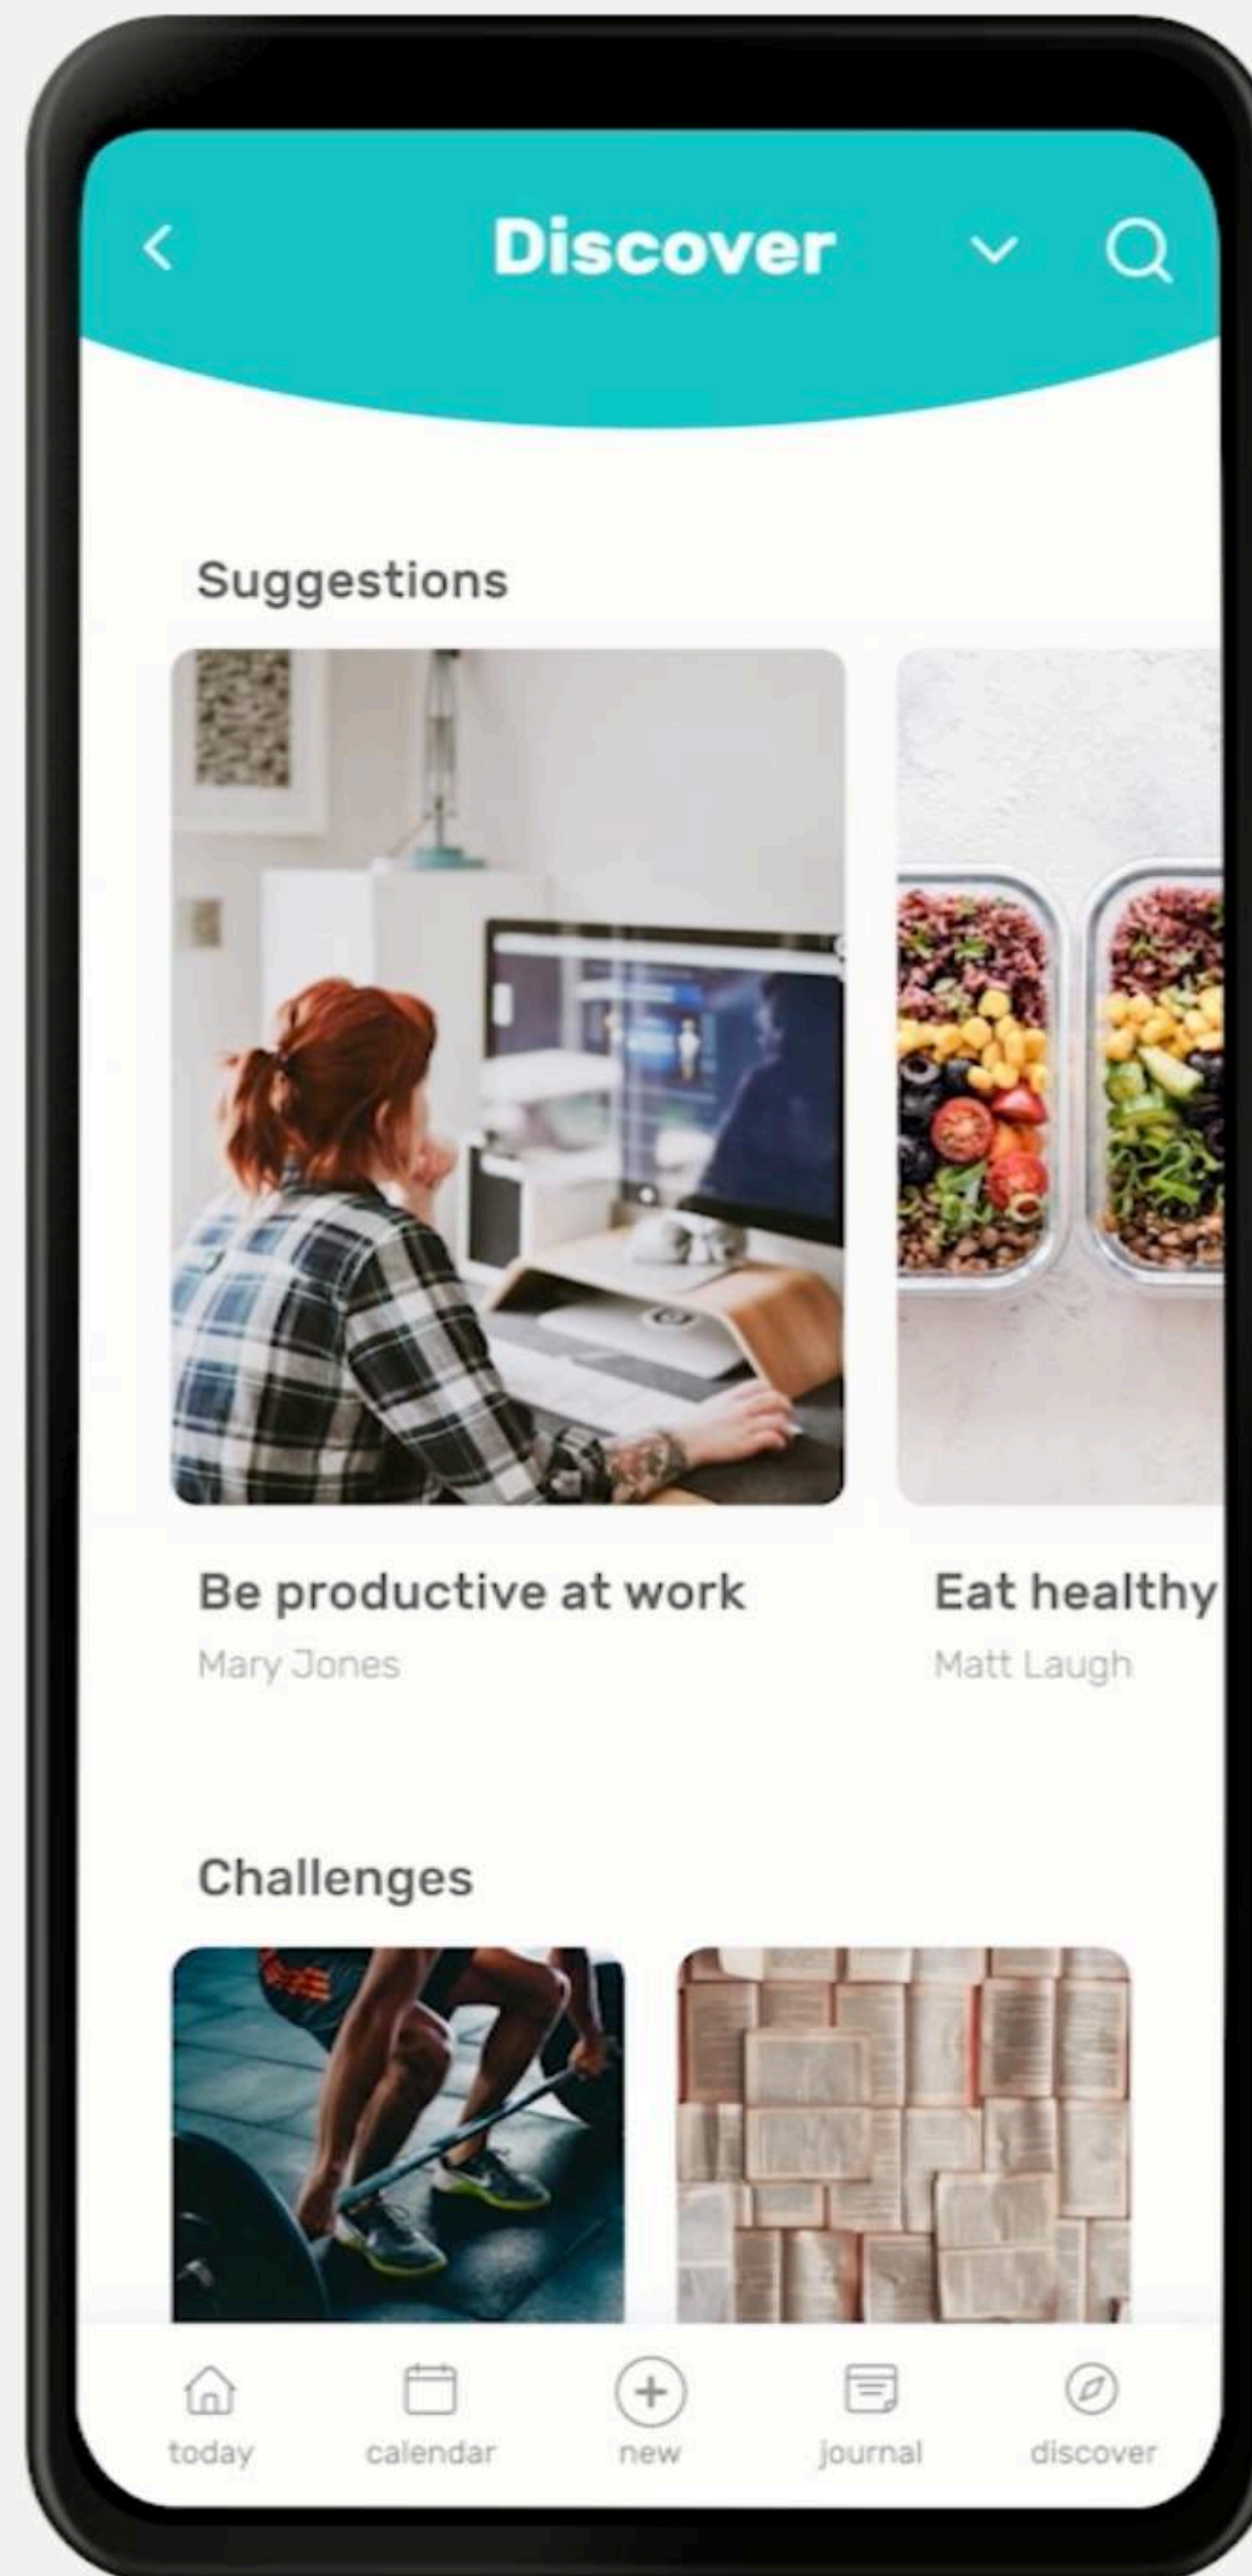 Discover
Suggestions
Be productive at work
Mary Jones
Eat healthy
Matt Laugh
Challenges
today
calendar
new
journal
discover